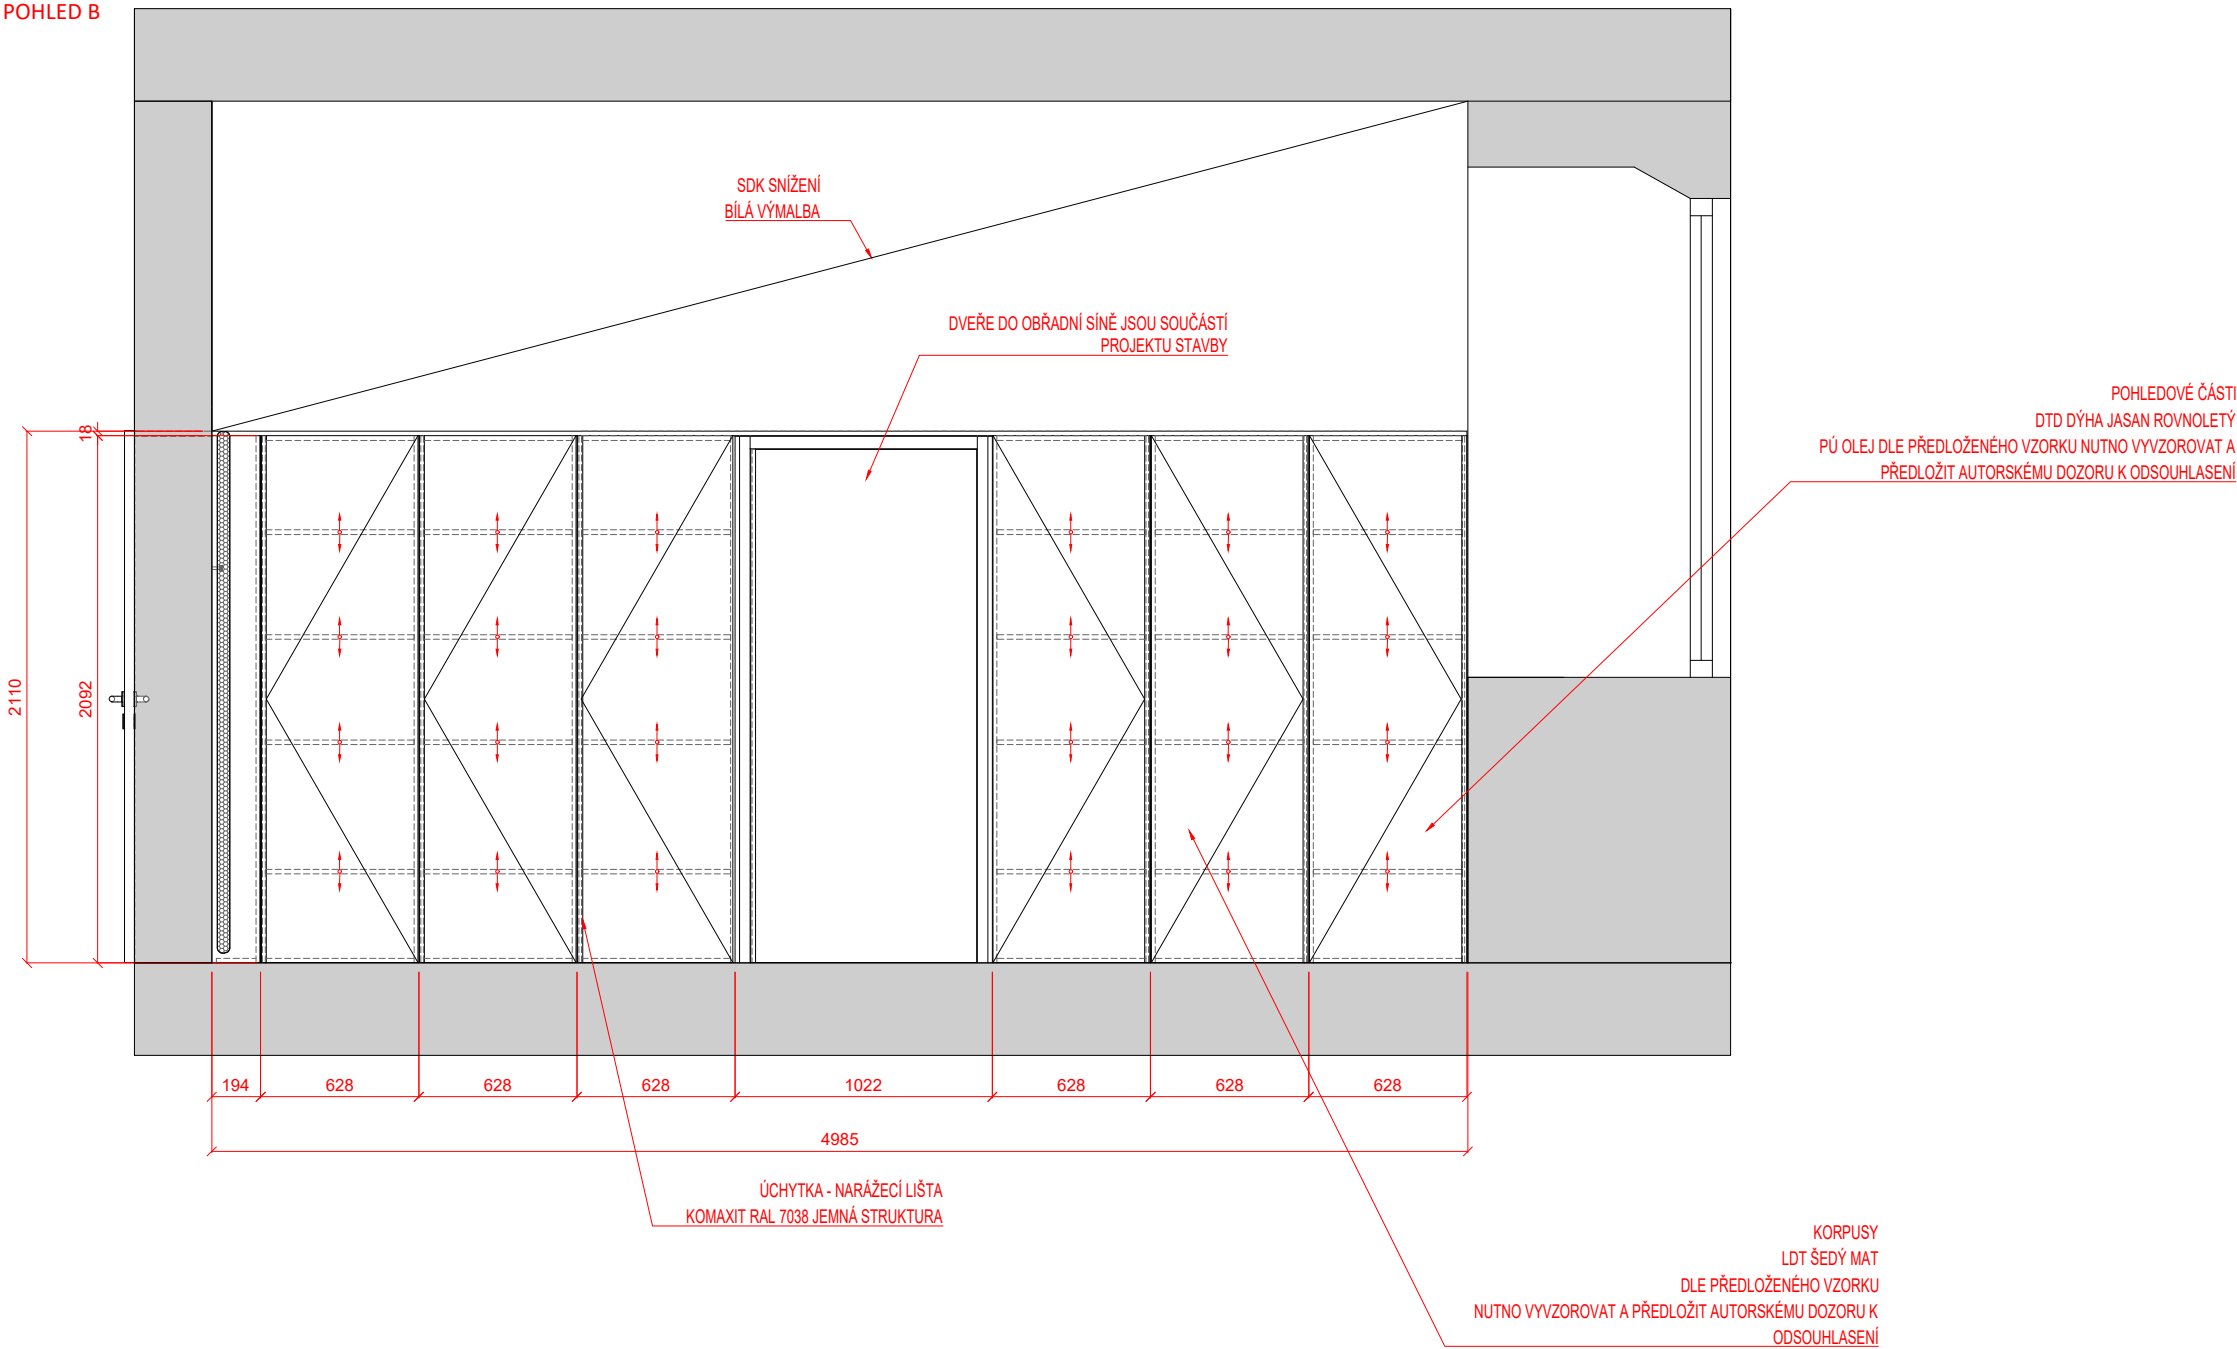 POHLED B
SDK SNÍŽENÍ
BÍLÁ VÝMALBA
DVEŘE DO OBŘADNÍ SÍNĚ JSOU SOUČÁSTÍ
PROJEKTU STAVBY
POHLEDOVÉ ČÁSTI
DTD DÝHA JASAN ROVNOLETÝ
PÚ OLEJ DLE PŘEDLOŽENÉHO VZORKU NUTNO VYVZOROVAT A
PŘEDLOŽIT AUTORSKÉMU DOZORU K ODSOUHLASENÍ
18
2110
2092
194
628
628
628
1022
628
628
628
4985
ÚCHYTKA - NARÁŽECÍ LIŠTA
KOMAXIT RAL 7038 JEMNÁ STRUKTURA
KORPUSY
LDT ŠEDÝ MAT
DLE PŘEDLOŽENÉHO VZORKU
NUTNO VYVZOROVAT A PŘEDLOŽIT AUTORSKÉMU DOZORU K
ODSOUHLASENÍ